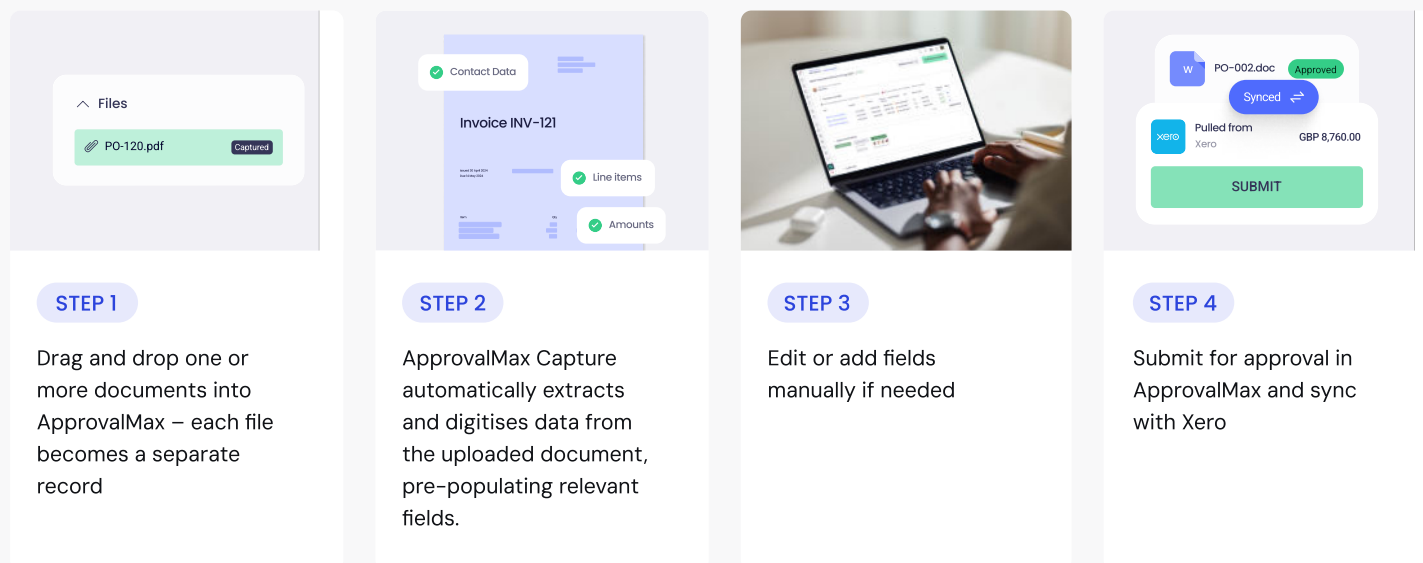 Files
PO-120.pdf
Captured
Contact Data
Invoice INV-121
Line items
Amounts
W
PO-002.doc
Approved
Synced
xero
Pulled from
Xero
GBP 8,760.00
SUBMIT
STEP 1
Drag and drop one or
more documents into
ApprovalMax – each file
becomes a separate
record
STEP 2
ApprovalMax Capture
automatically extracts
and digitises data from
the uploaded document,
pre-populating relevant
fields.
STEP 3
Edit or add fields
manually if needed
STEP 4
Submit for approval in
ApprovalMax and sync
with Xero